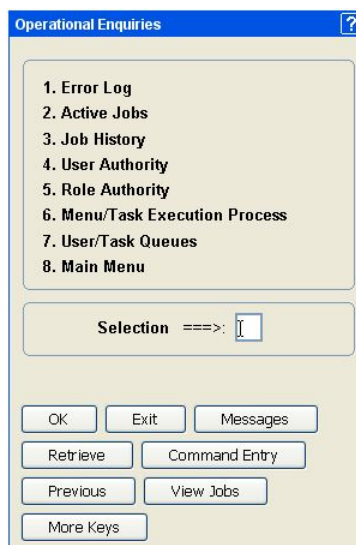 Operational Enquiries ?
1. Error Log
2. Active Jobs
3. Job History
4. User Authority
5. Role Authority
6. Menu/Task Execution Process
7. User/Task Queues
8. Main Menu
Selection ===>:
OK Exit Messages
Retrieve Command Entry
Previous View Jobs
More Keys